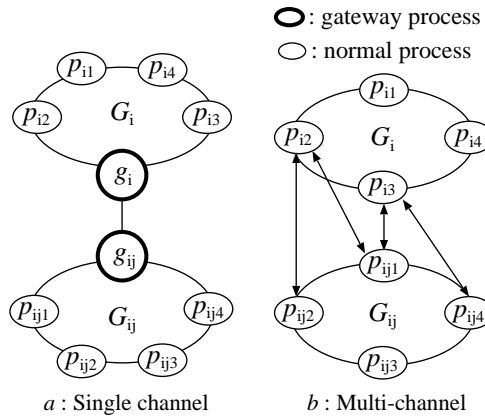 : gateway process
: normal process
pi1 pi4
pi2 Gi pi3
gi
gij
pij1 Gij pij4
pij2 pij3
a : Single channel
pi1
pi2 Gi pi4
pi3
pij1
pij2 Gij pij4
pij3
b : Multi-channel